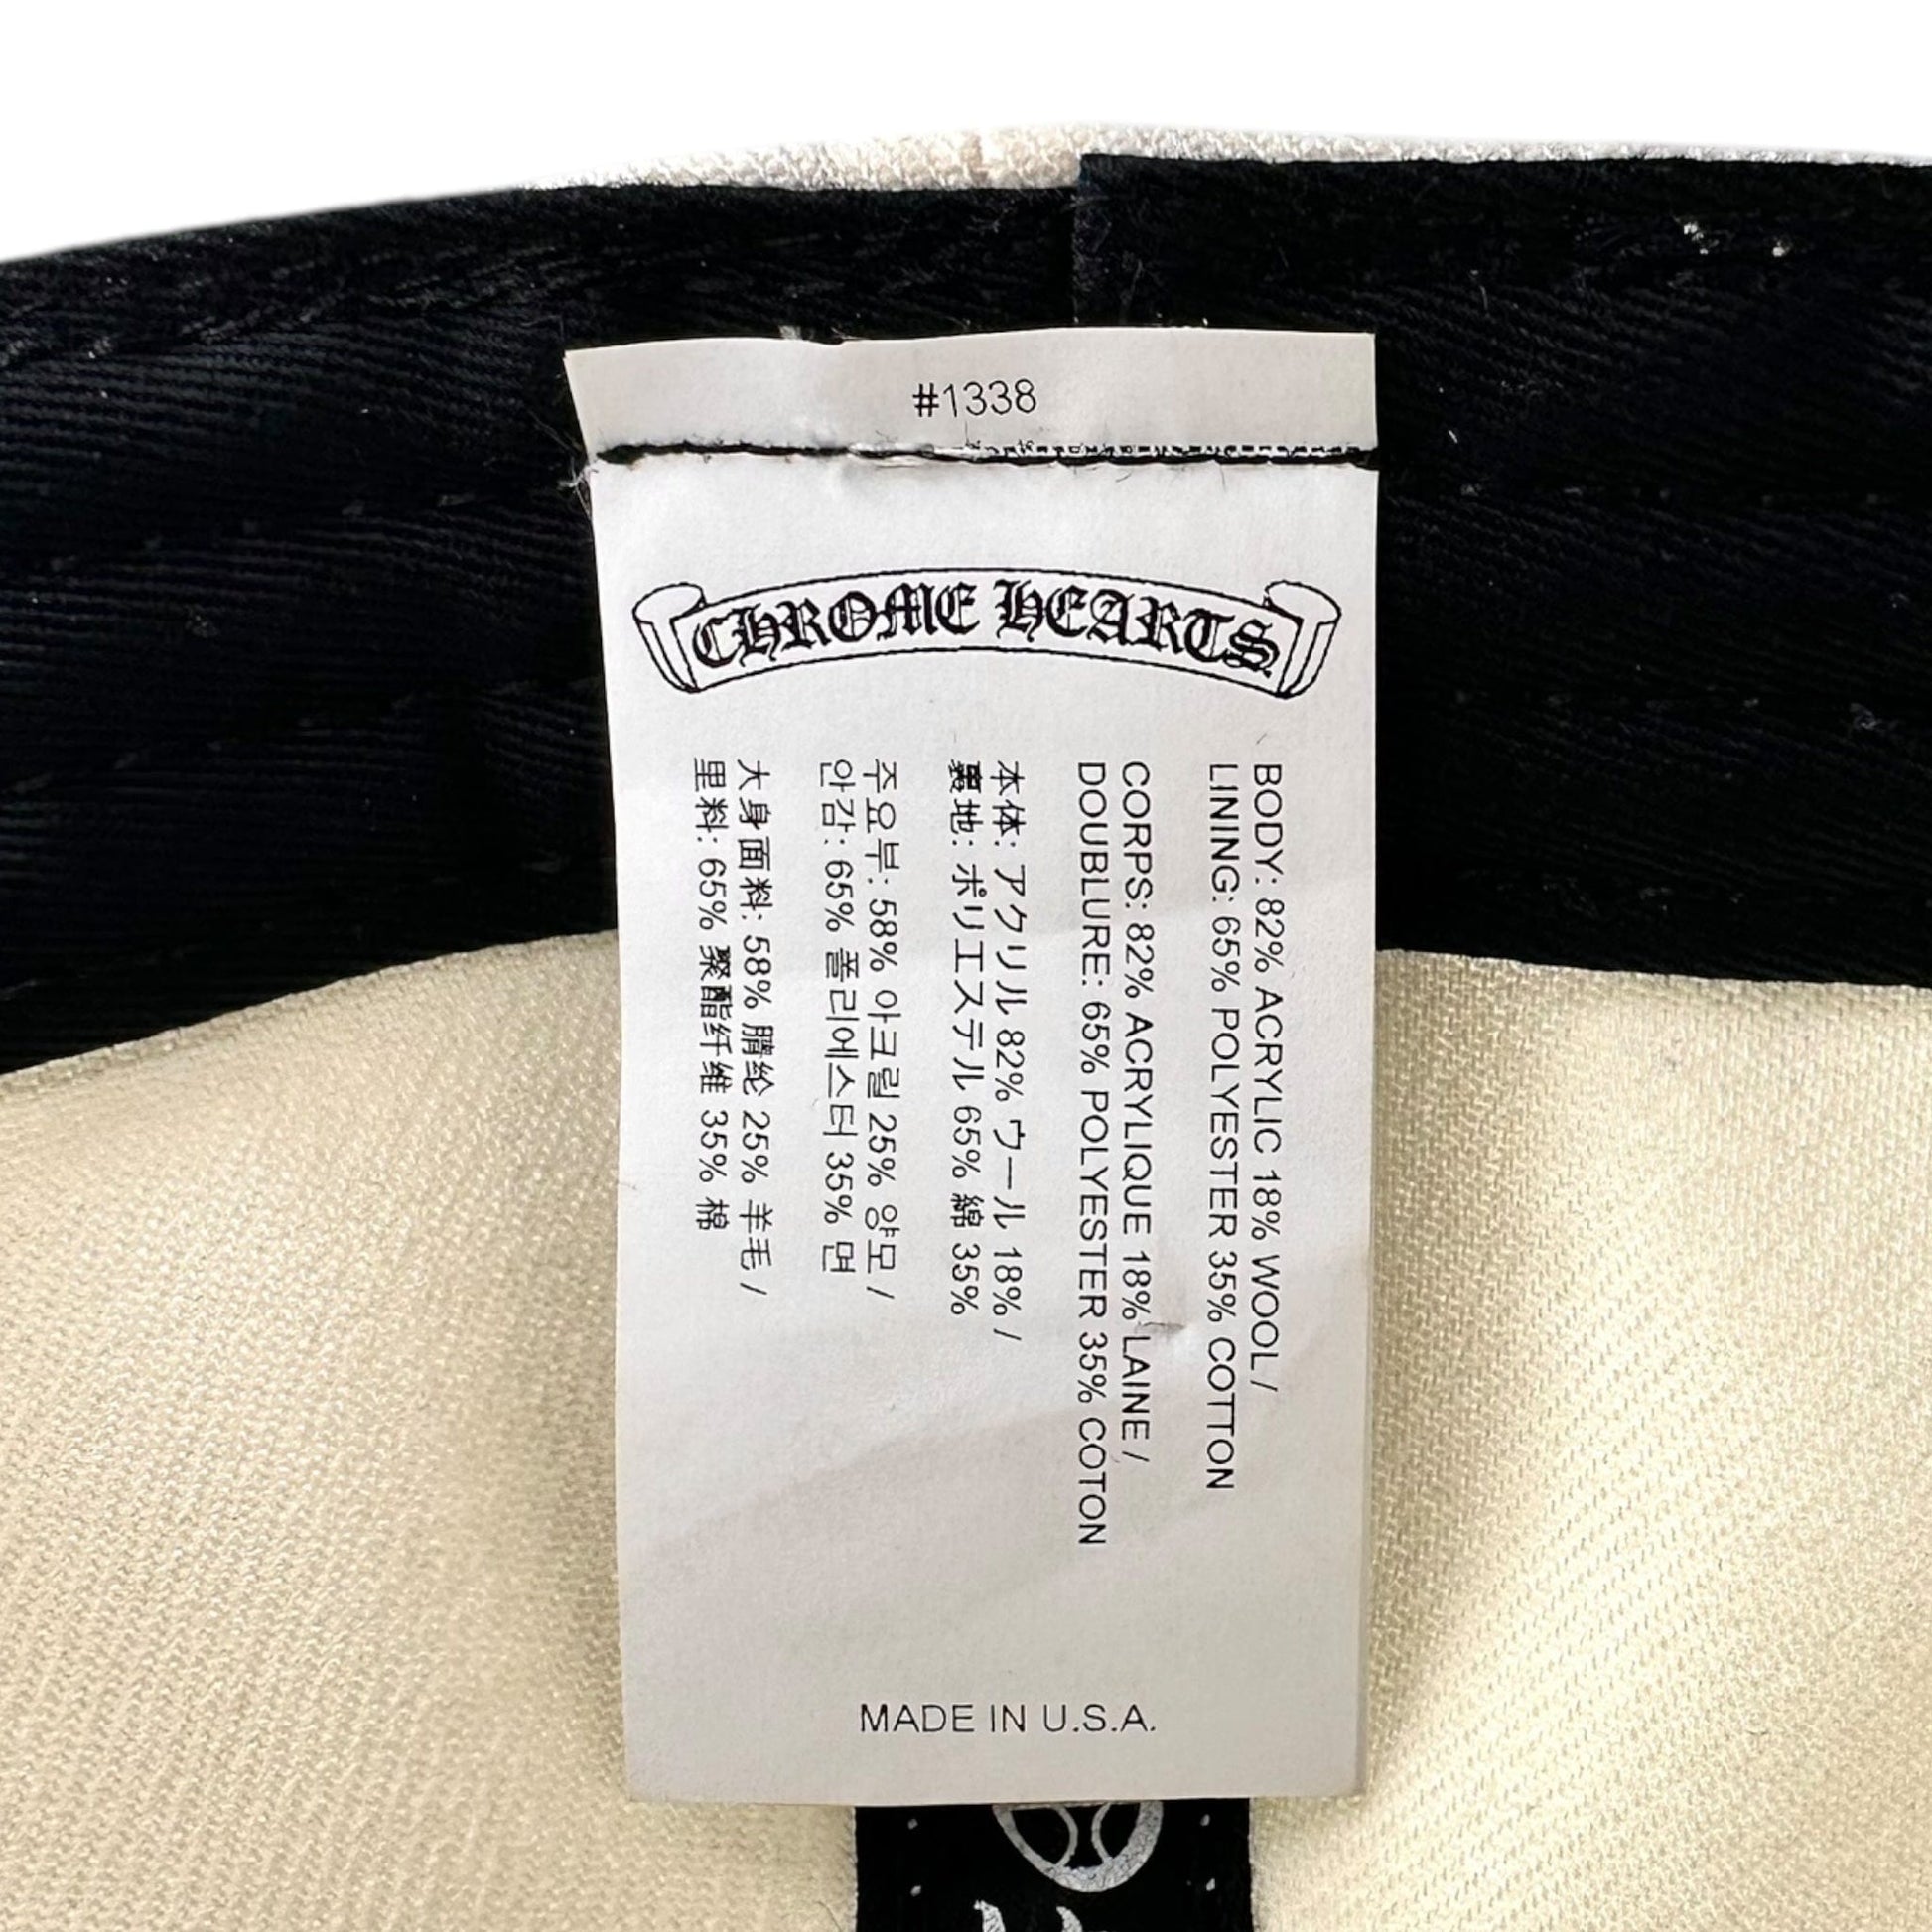 #1338
CHROME HEARTS
BODY: 82% ACRYLIC 18% WOOL /
LINING: 65% POLYESTER 35% COTTON
CORPS: 82% ACRYLIQUE 18% LAINE /
DOUBLURE: 65% POLYESTER 35% COTON
本体: アクリル 82% ウール 18% /
裏地: ポリエステル 65% 綿 35%
주요부: 58% 아크릴 25% 양모 /
안감: 65% 폴리에스터 35% 면
大身面料: 58% 腈纶 25% 羊毛 /
里料: 65% 聚酯纤维 35% 棉
MADE IN U.S.A.